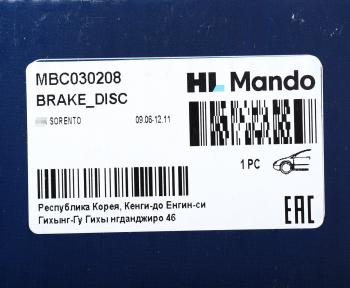 MBC030208
HL Mando
BRAKE_DISC
SORENTO 09.06-12.11
1 PC
Республика Корея, Кенги-до Енгин-си
Гихынг-Гу Гихы нгданджиро 46
EAC